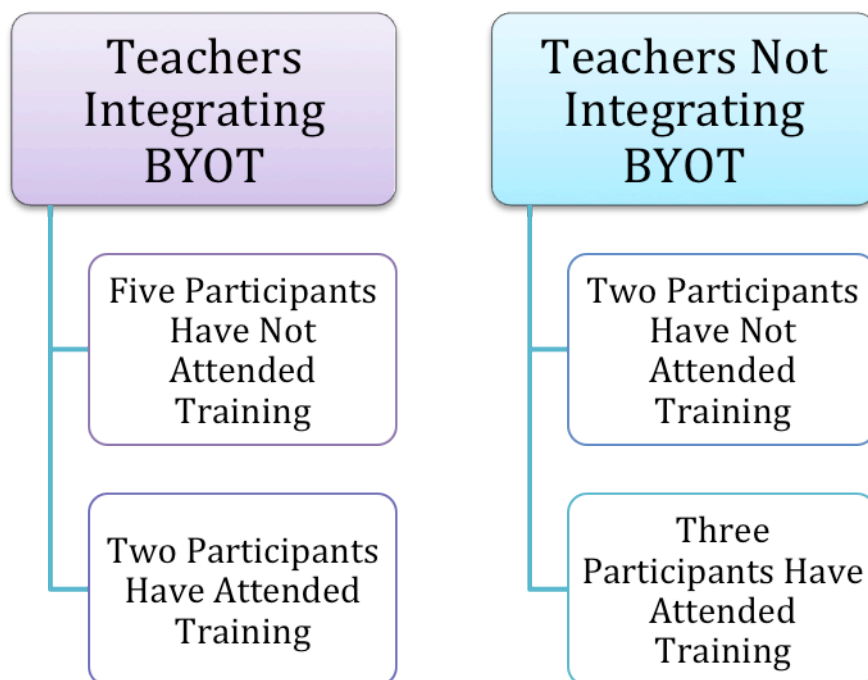 Teachers
Integrating
BYOT
Five Participants
Have Not
Attended
Training
Two Participants
Have Attended
Training
Teachers Not
Integrating
BYOT
Two Participants
Have Not
Attended
Training
Three
Participants Have
Attended
Training